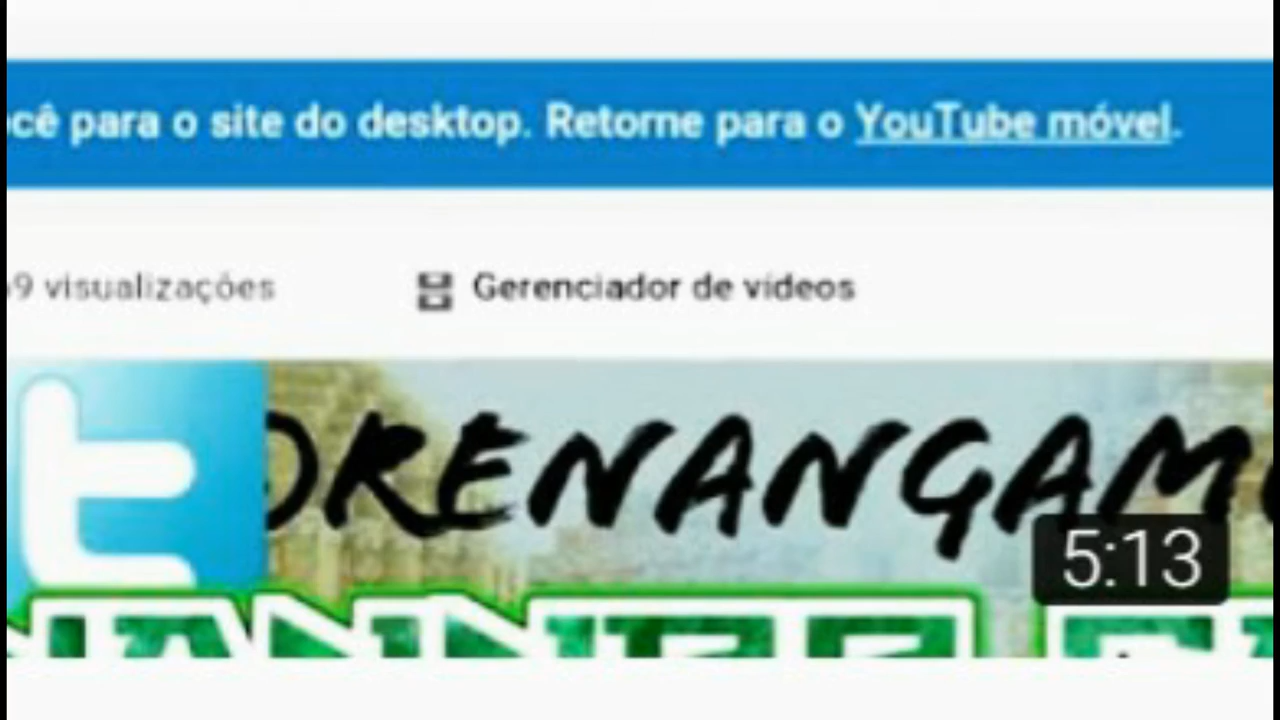 cê para o site do desktop. Retorne para o YouTube móvel.
9 visualizações Gerenciador de vídeos
t
ORENANGAM
5:13